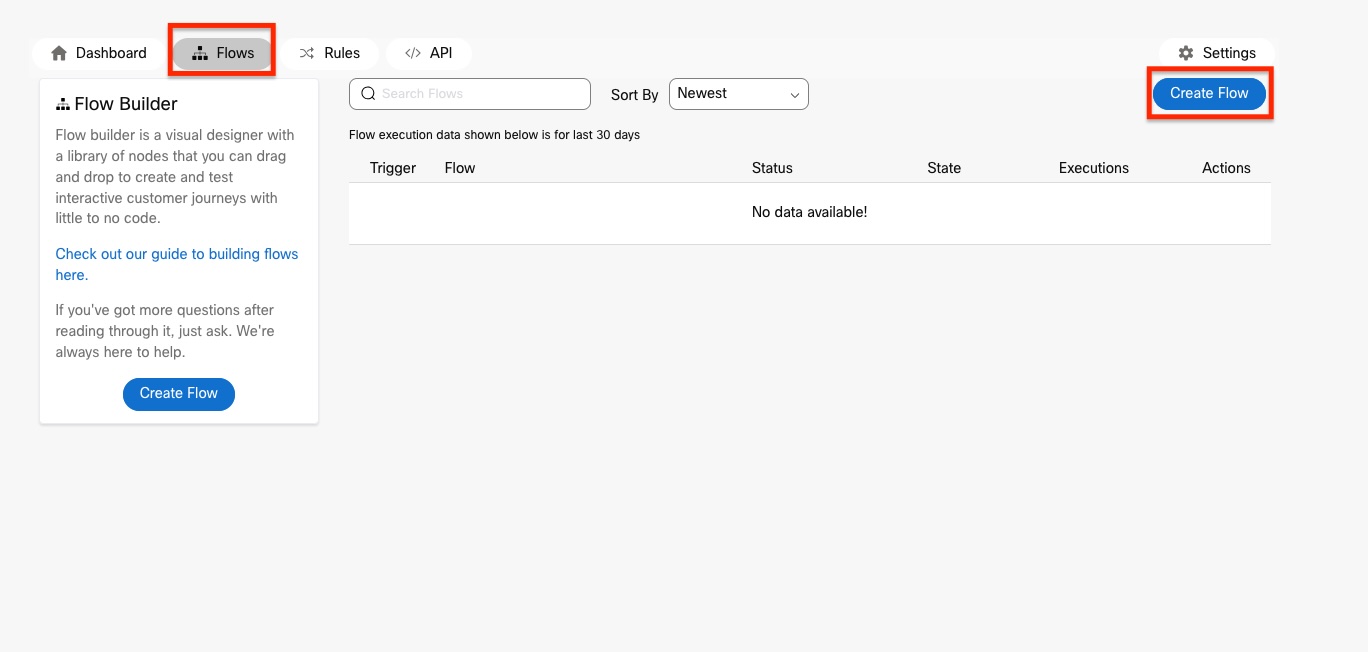 Dashboard Flows Rules </> API Settings
Flow Builder
Flow builder is a visual designer with
a library of nodes that you can drag
and drop to create and test
interactive customer journeys with
little to no code.
Check out our guide to building flows
here.
If you've got more questions after
reading through it, just ask. We're
always here to help.
Create Flow
Search Flows Sort By Newest Create Flow
Flow execution data shown below is for last 30 days
Trigger Flow Status State Executions Actions
No data available!